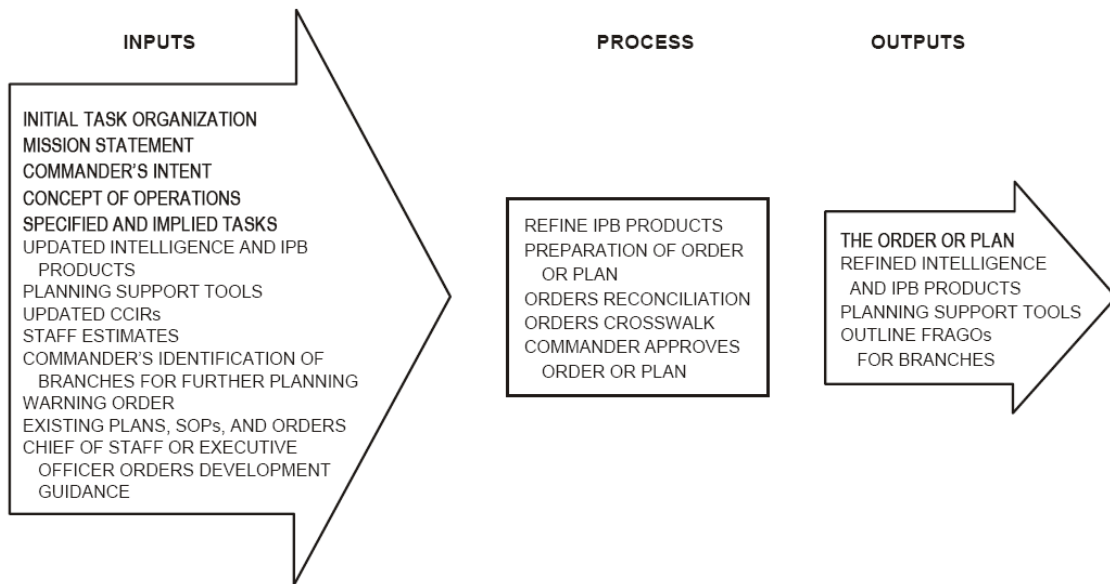 INPUTS
INITIAL TASK ORGANIZATION
MISSION STATEMENT
COMMANDER'S INTENT
CONCEPT OF OPERATIONS
SPECIFIED AND IMPLIED TASKS
UPDATED INTELLIGENCE AND IPB
PRODUCTS
PLANNING SUPPORT TOOLS
UPDATED CCIRs
STAFF ESTIMATES
COMMANDER'S IDENTIFICATION OF
BRANCHES FOR FURTHER PLANNING
WARNING ORDER
EXISTING PLANS, SOPs, AND ORDERS
CHIEF OF STAFF OR EXECUTIVE
OFFICER ORDERS DEVELOPMENT
GUIDANCE
PROCESS
REFINE IPB PRODUCTS
PREPARATION OF ORDER
OR PLAN
ORDERS RECONCILIATION
ORDERS CROSSWALK
COMMANDER APPROVES
ORDER OR PLAN
OUTPUTS
THE ORDER OR PLAN
REFINED INTELLIGENCE
AND IPB PRODUCTS
PLANNING SUPPORT TOOLS
OUTLINE FRAGOs
FOR BRANCHES